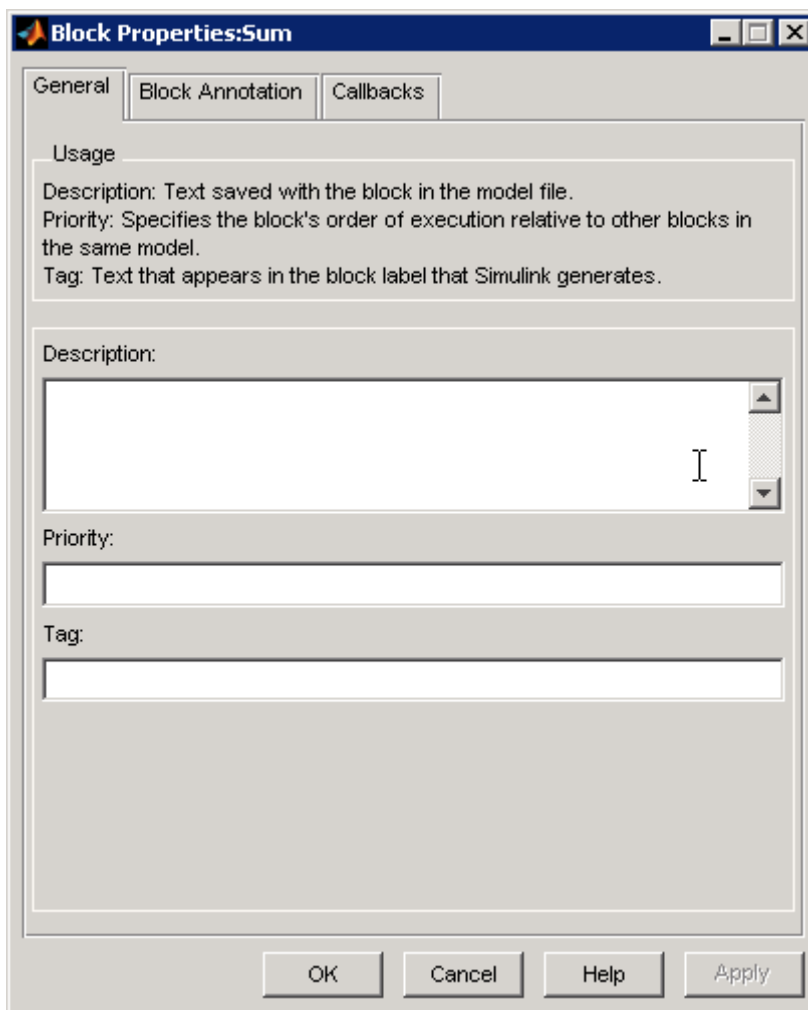 Block Properties:Sum
General Block Annotation Callbacks
Usage
Description: Text saved with the block in the model file.
Priority: Specifies the block's order of execution relative to other blocks in
the same model.
Tag: Text that appears in the block label that Simulink generates.
Description:
Priority:
Tag:
OK Cancel Help Apply